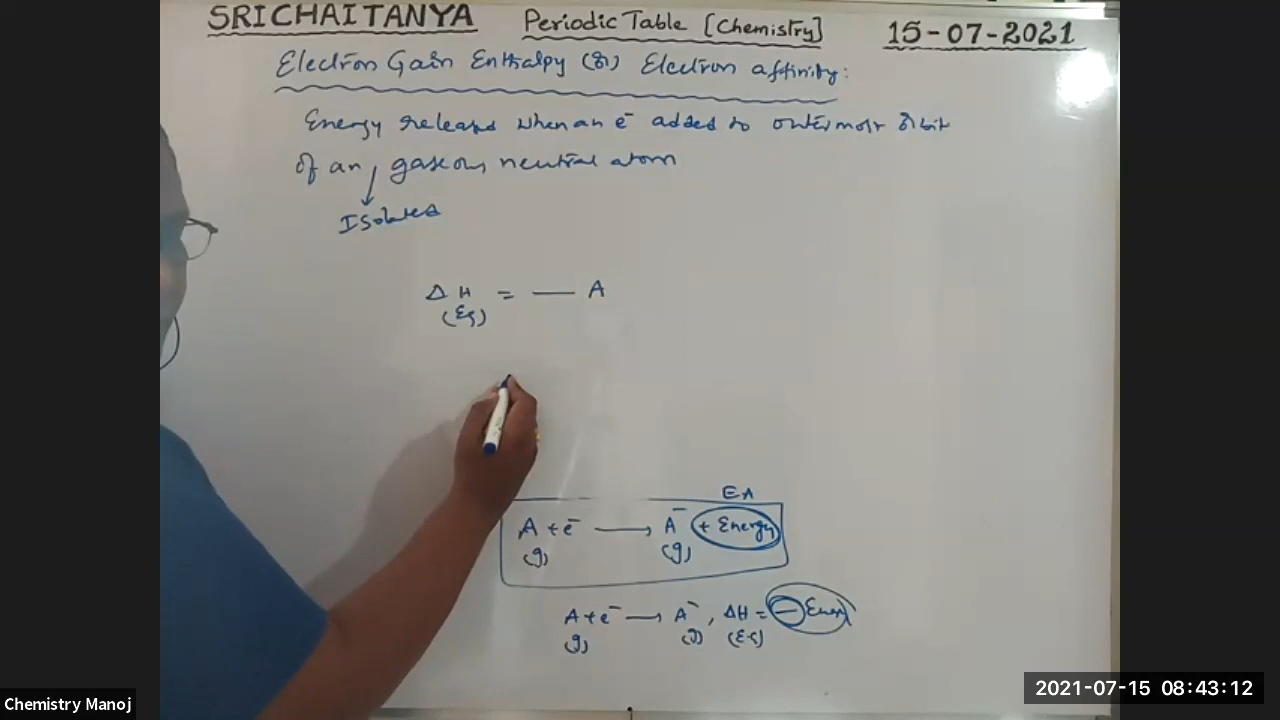 SRICHAITANYA Periodic Table [Chemistry] 15-07-2021
Electron Gain Enthalpy (or) Electron affinity:
Energy released when an e⁻ added to outermost orbit
of an, gaseous neutral atom
Isolated
Δ H = — A
(Eg)
EA
A + e⁻ ⟶ A⁻ + Energy
(g) (g)
A + e⁻ ⟶ A⁻ , ΔH = – Energy
(g) (g) (Eg)
Chemistry Manoj
2021-07-15 08:43:12